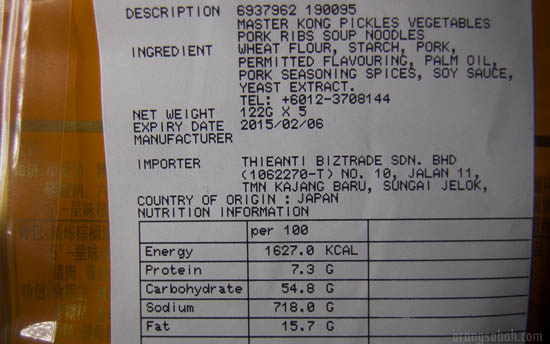 DESCRIPTION 6937962 190095
MASTER KONG PICKLES VEGETABLES
PORK RIBS SOUP NOODLES
INGREDIENT WHEAT FLOUR, STARCH, PORK,
PERMITTED FLAVOURING, PALM OIL,
PORK SEASONING SPICES, SOY SAUCE,
YEAST EXTRACT.
TEL: +6012-3708144
NET WEIGHT 122G X 5
EXPIRY DATE 2015/02/06
MANUFACTURER
IMPORTER THIEANTI BIZTRADE SDN. BHD
(1062270-T) NO. 10, JALAN 11,
TMN KAJANG BARU, SUNGAI JELOK,
COUNTRY OF ORIGIN : JAPAN
NUTRITION INFORMATION
per 100
Energy 1627.0 KCAL
Protein 7.3 G
Carbohydrate 54.8 G
Sodium 718.0 G
Fat 15.7 G
orangsubah.com